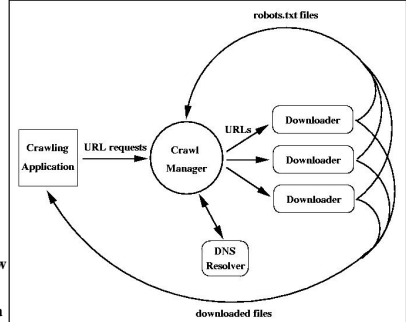 robots.txt files
URLs
Downloader
Crawling
Application
URL requests
Crawl
Manager
Downloader
Downloader
DNS
Resolver
downloaded files